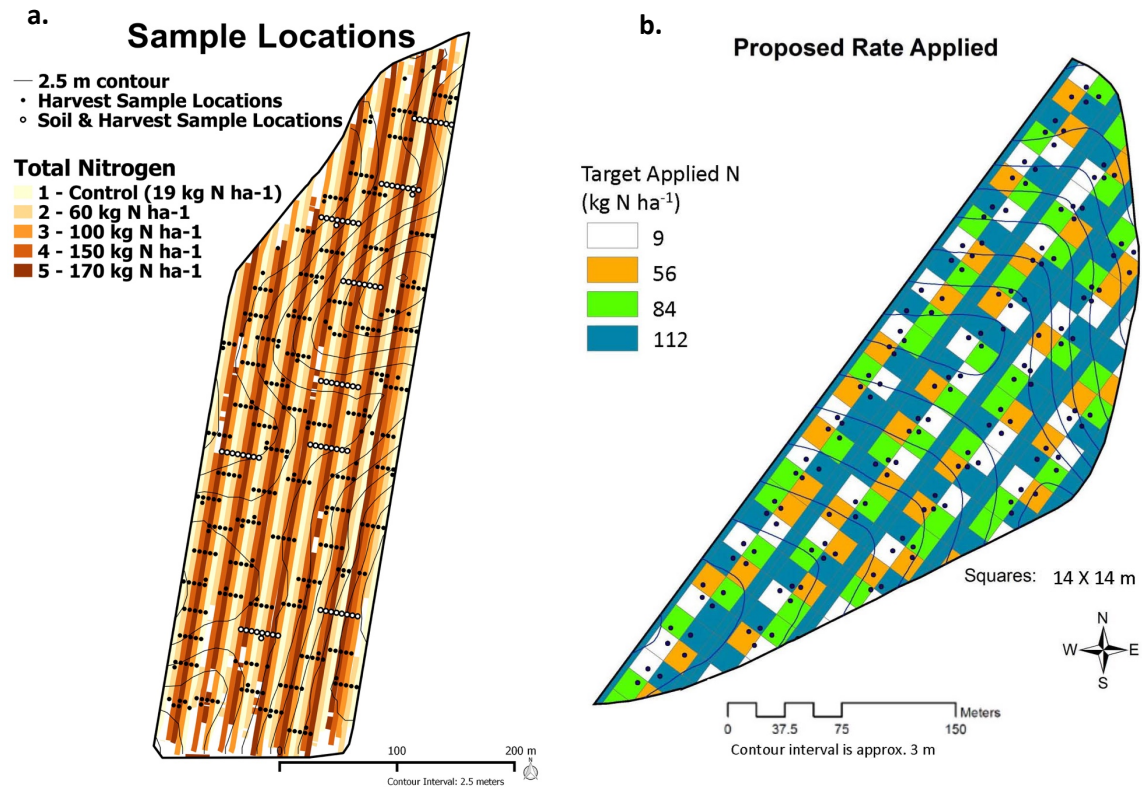 a.
Sample Locations
2.5 m contour
Harvest Sample Locations
Soil & Harvest Sample Locations
Total Nitrogen
1 - Control (19 kg N ha-1)
2 - 60 kg N ha-1
3 - 100 kg N ha-1
4 - 150 kg N ha-1
5 - 170 kg N ha-1
0 100 200 m
Contour Interval: 2.5 meters
N
b.
Proposed Rate Applied
Target Applied N
(kg N ha-1)
9
56
84
112
Squares: 14 X 14 m
N
W E
S
Meters
0 37.5 75 150
Contour interval is approx. 3 m